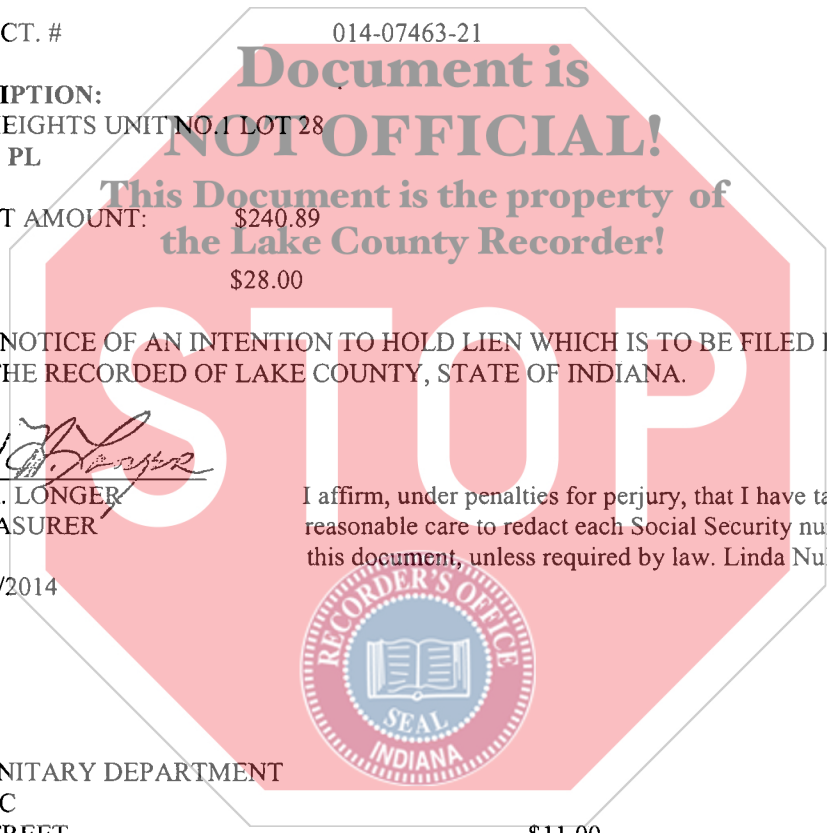 CT. # 014-07463-21
Document is
IPTION:
EIGHTS UNIT NO.1 LOT 28
NOT OFFICIAL!
PL
This Document is the property of
T AMOUNT: $240.89
the Lake County Recorder!
$28.00
NOTICE OF AN INTENTION TO HOLD LIEN WHICH IS TO BE FILED
HE RECORDED OF LAKE COUNTY, STATE OF INDIANA.
STOP
. LONGER I affirm, under penalties for perjury, that I have ta
ASURER reasonable care to redact each Social Security nu
this document, unless required by law. Linda Nu
/2014
RECORDER'S OFFICE
SEAL
INDIANA
NITARY DEPARTMENT
C
TREET $11.00